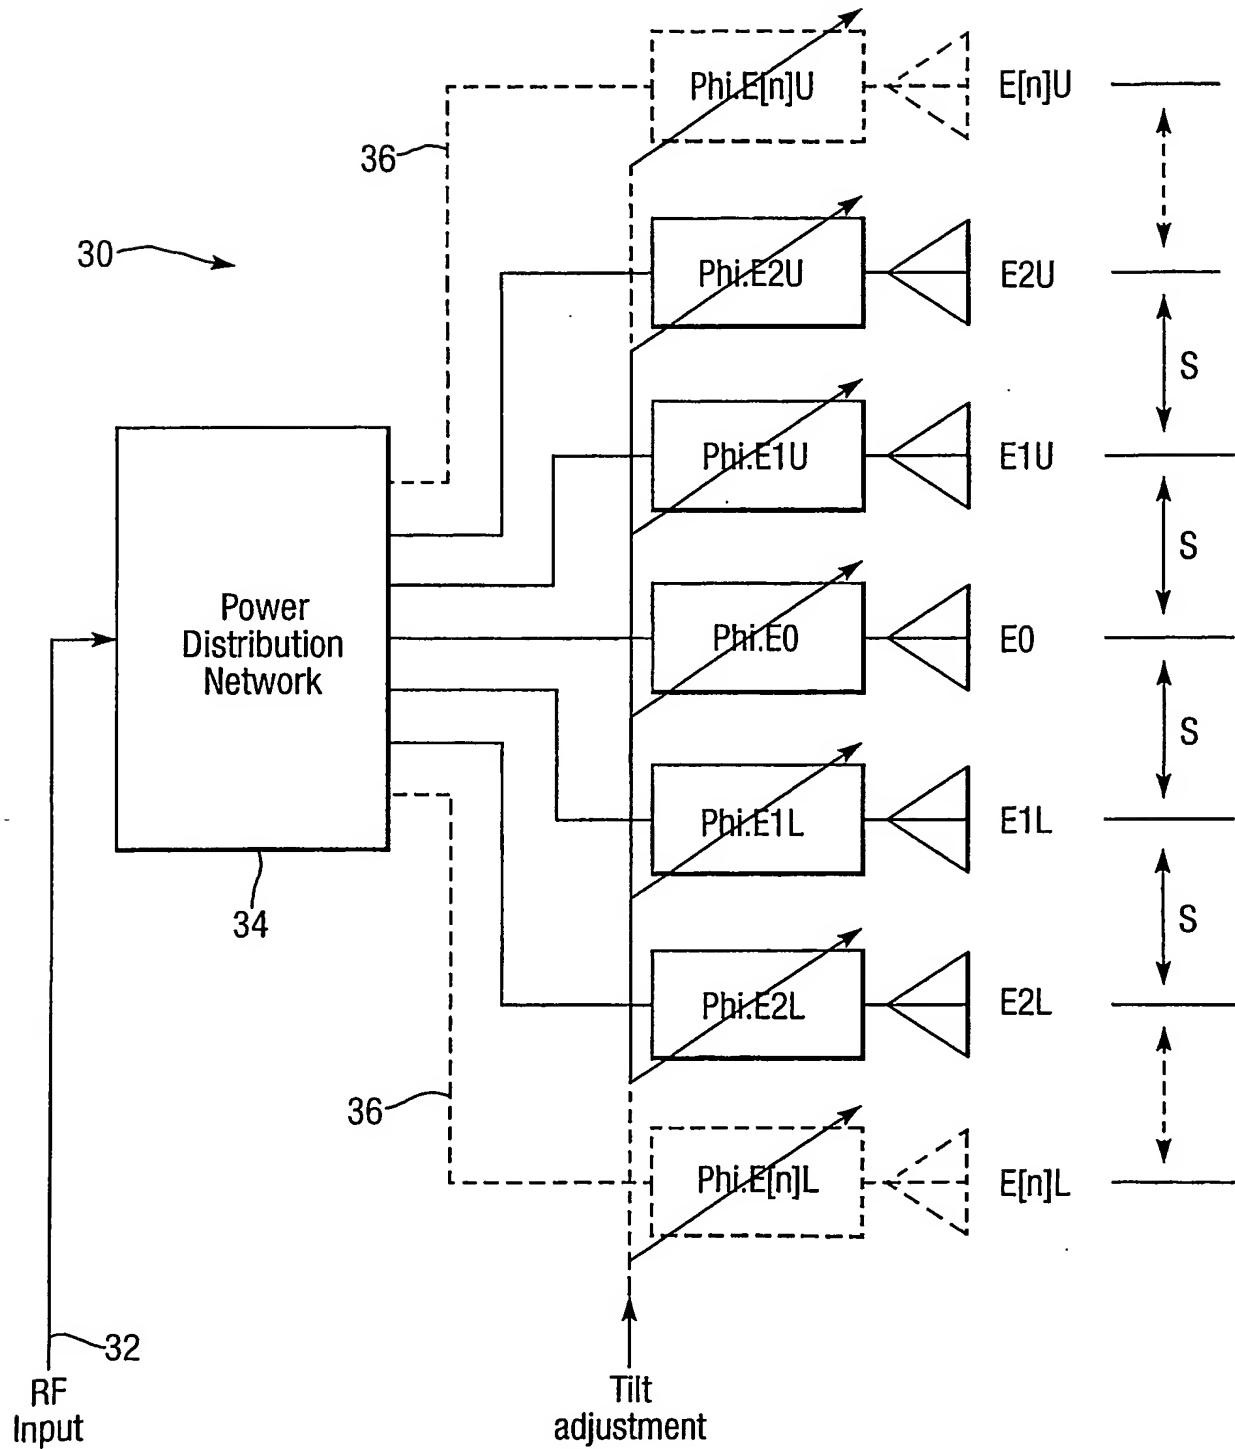 Phi.E[n]U
E[n]U
36
30
Phi.E2U
E2U
S
Phi.E1U
E1U
S
Power
Distribution
Network
Phi.E0
E0
S
Phi.E1L
E1L
34
S
Phi.E2L
E2L
36
Phi.E[n]L
E[n]L
32
RF
Input
Tilt
adjustment